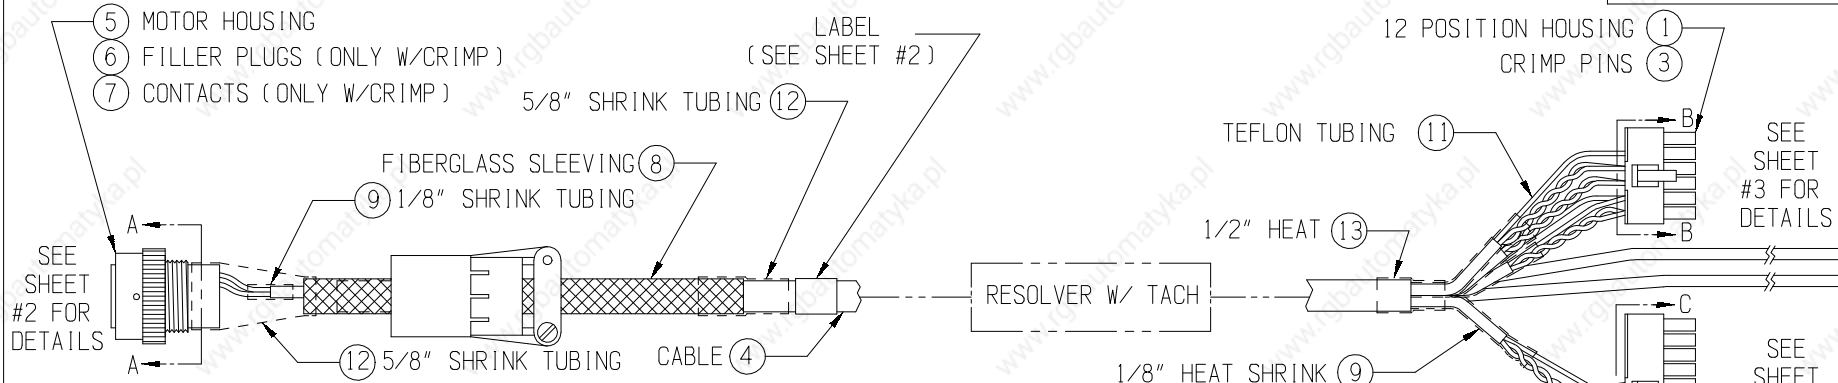 5 MOTOR HOUSING
6 FILLER PLUGS (ONLY W/CRIMP)
7 CONTACTS (ONLY W/CRIMP)
LABEL
(SEE SHEET #2)
12 POSITION HOUSING 1
CRIMP PINS 3
5/8" SHRINK TUBING 12
TEFLON TUBING 11
B
SEE
SHEET
#3 FOR
DETAILS
B
FIBERGLASS SLEEVING 8
9 1/8" SHRINK TUBING
1/2" HEAT 13
A
SEE
SHEET
#2 FOR
DETAILS
A
RESOLVER W/ TACH
12 5/8" SHRINK TUBING
CABLE 4
1/8" HEAT SHRINK 9
C
SEE
SHEET
www.rgbautomatyka.pl